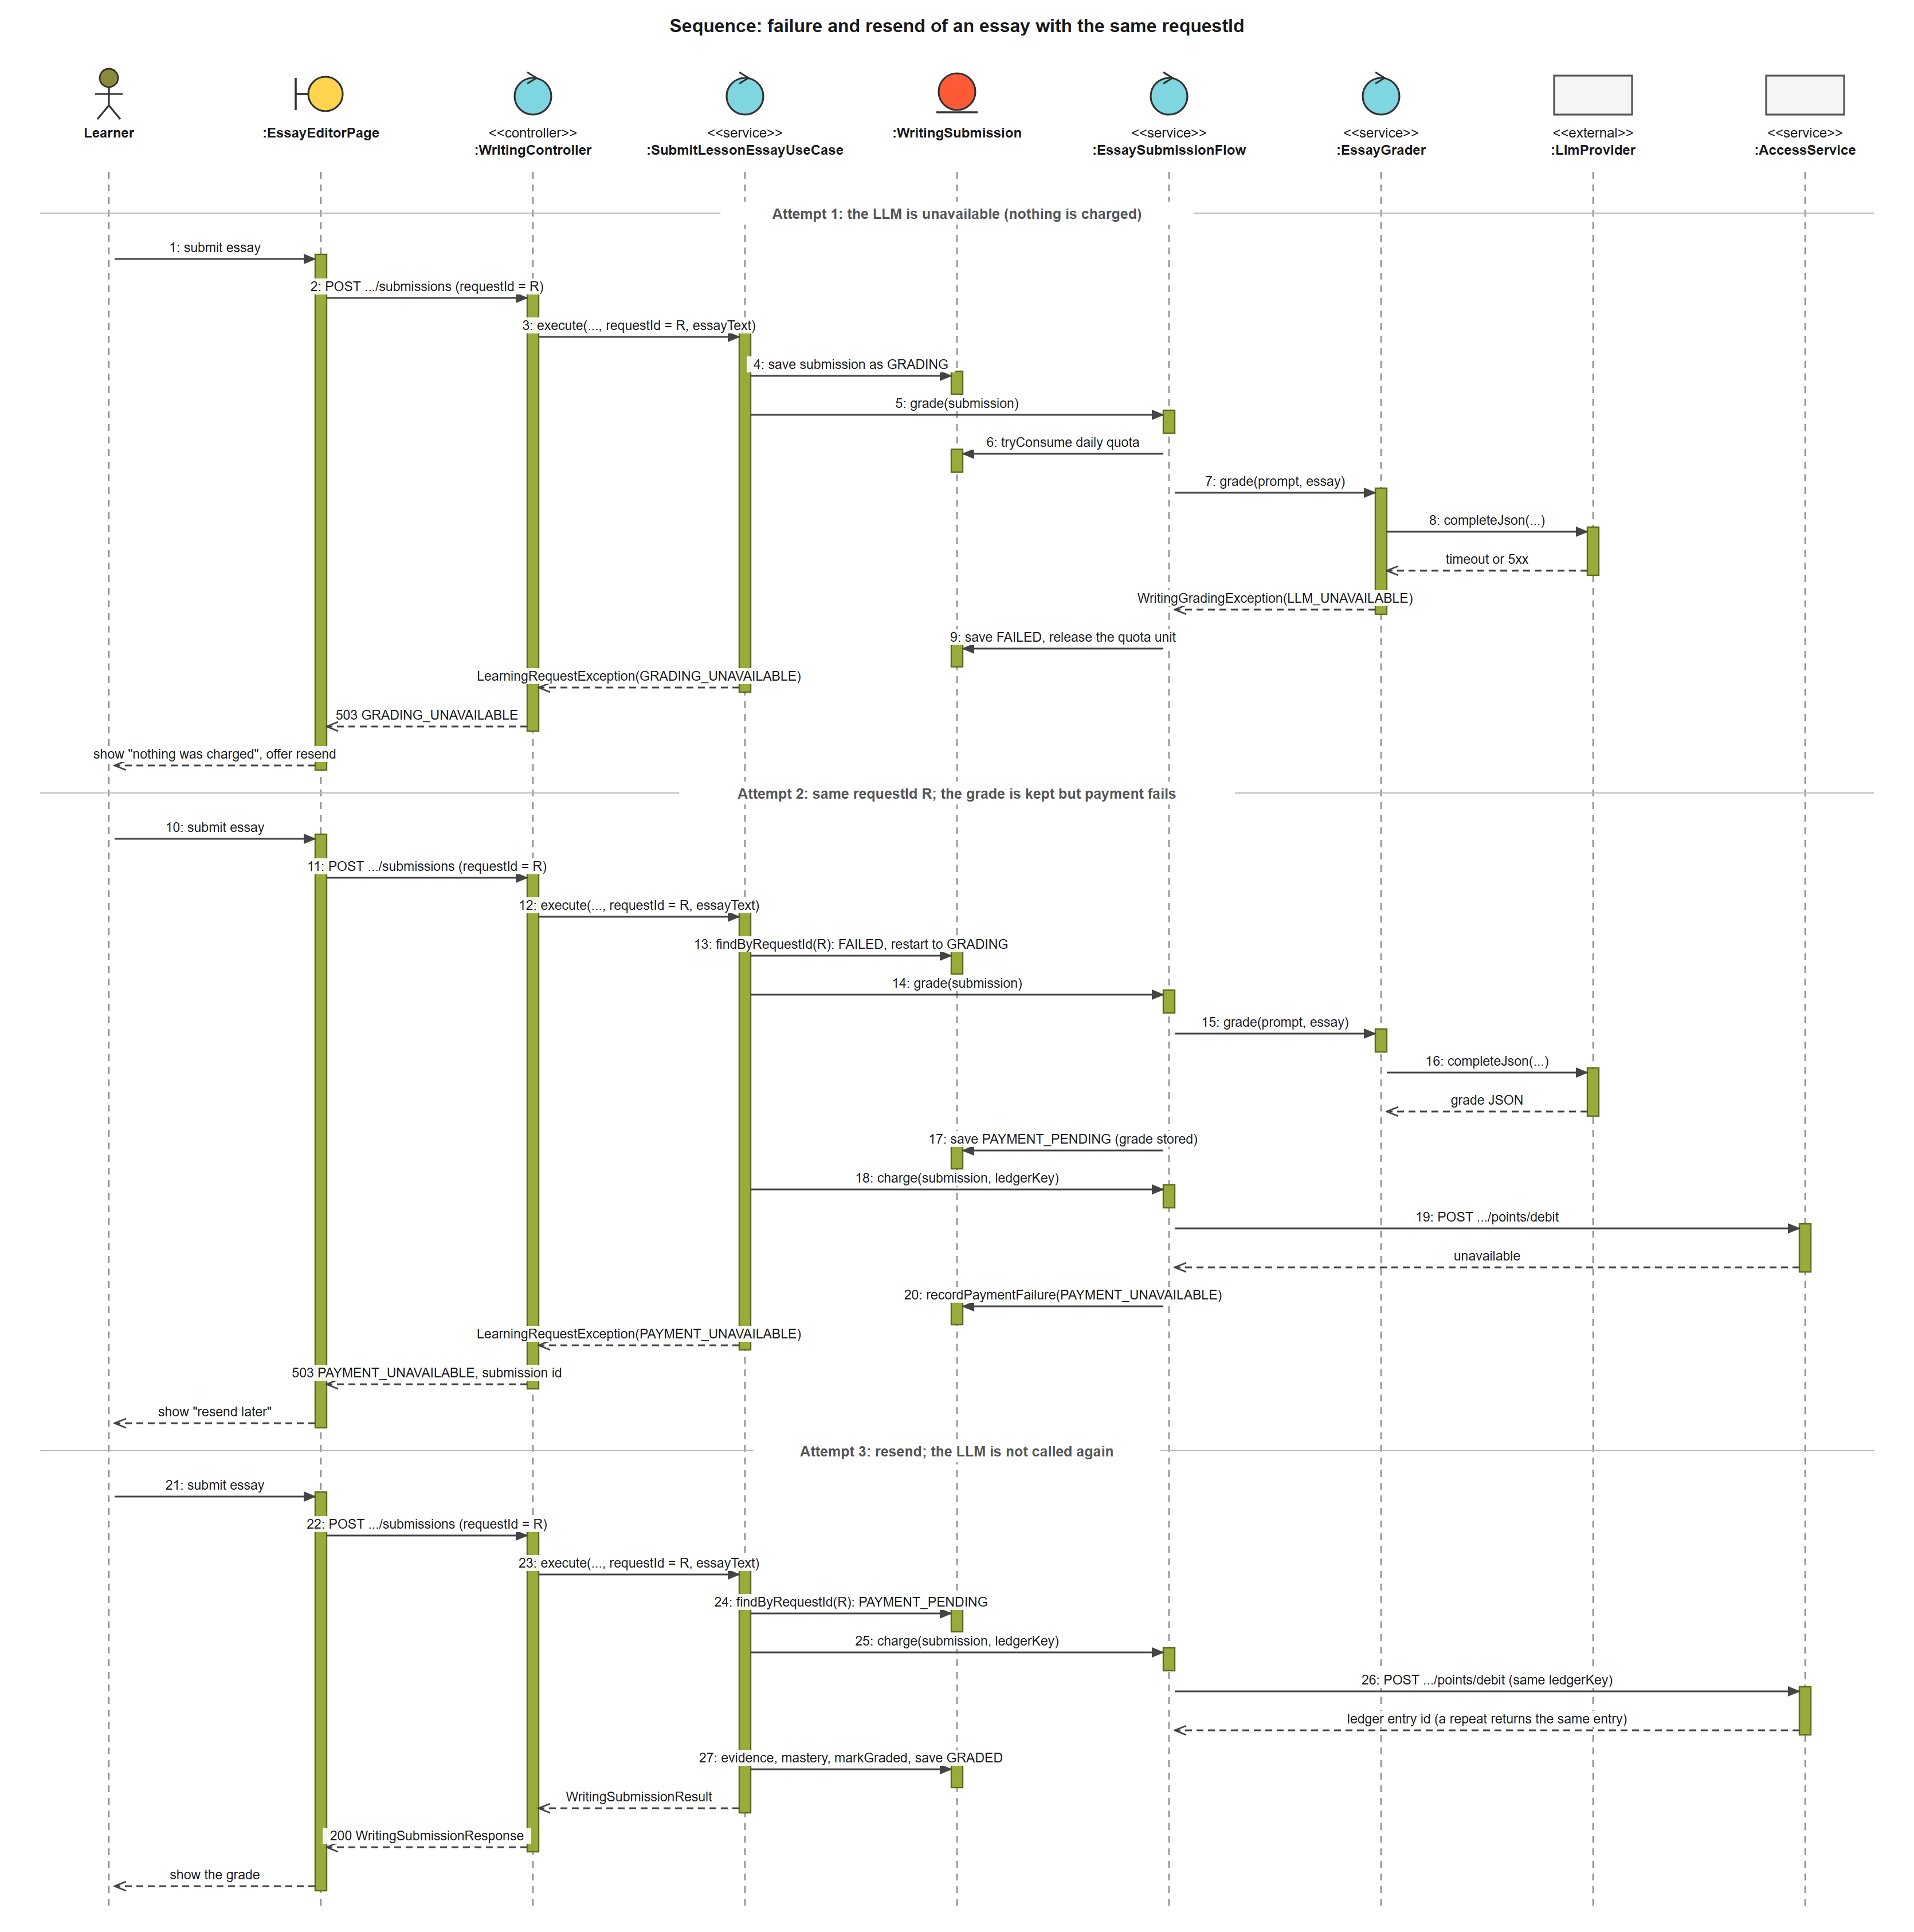 Sequence: failure and resend of an essay with the same requestId
Learner
:EssayEditorPage
<<controller>>
:WritingController
<<service>>
:SubmitLessonEssayUseCase
:WritingSubmission
<<service>>
:EssaySubmissionFlow
<<service>>
:EssayGrader
<<external>>
:LlmProvider
<<service>>
:AccessService
Attempt 1: the LLM is unavailable (nothing is charged)
1: submit essay
2: POST .../submissions (requestId = R)
3: execute(..., requestId = R, essayText)
4: save submission as GRADING
5: grade(submission)
6: tryConsume daily quota
7: grade(prompt, essay)
8: completeJson(...)
timeout or 5xx
WritingGradingException(LLM_UNAVAILABLE)
9: save FAILED, release the quota unit
LearningRequestException(GRADING_UNAVAILABLE)
503 GRADING_UNAVAILABLE
show "nothing was charged", offer resend
Attempt 2: same requestId R; the grade is kept but payment fails
10: submit essay
11: POST .../submissions (requestId = R)
12: execute(..., requestId = R, essayText)
13: findByRequestId(R): FAILED, restart to GRADING
14: grade(submission)
15: grade(prompt, essay)
16: completeJson(...)
grade JSON
17: save PAYMENT_PENDING (grade stored)
18: charge(submission, ledgerKey)
19: POST .../points/debit
unavailable
20: recordPaymentFailure(PAYMENT_UNAVAILABLE)
LearningRequestException(PAYMENT_UNAVAILABLE)
503 PAYMENT_UNAVAILABLE, submission id
show "resend later"
Attempt 3: resend; the LLM is not called again
21: submit essay
22: POST .../submissions (requestId = R)
23: execute(..., requestId = R, essayText)
24: findByRequestId(R): PAYMENT_PENDING
25: charge(submission, ledgerKey)
26: POST .../points/debit (same ledgerKey)
ledger entry id (a repeat returns the same entry)
27: evidence, mastery, markGraded, save GRADED
WritingSubmissionResult
200 WritingSubmissionResponse
show the grade